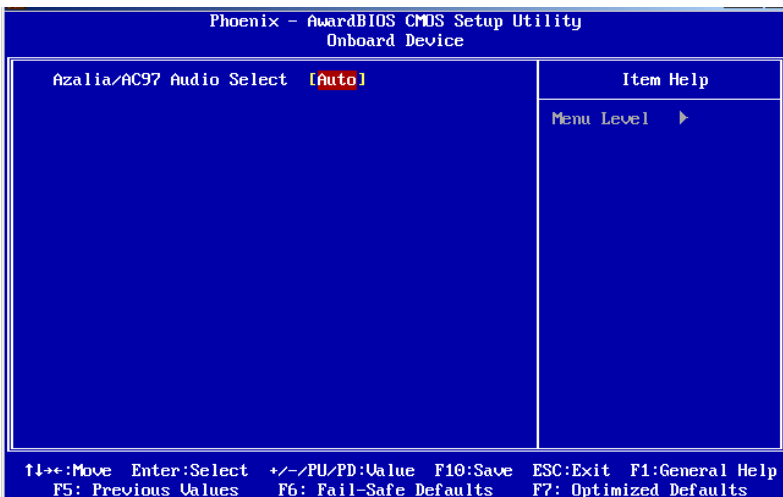 Phoenix - AwardBIOS CMOS Setup Utility
Onboard Device
Azalia/AC97 Audio Select [Auto]
Item Help
Menu Level ▶
↑↓→←:Move Enter:Select +/-/PU/PD:Value F10:Save ESC:Exit F1:General Help
F5: Previous Values F6: Fail-Safe Defaults F7: Optimized Defaults